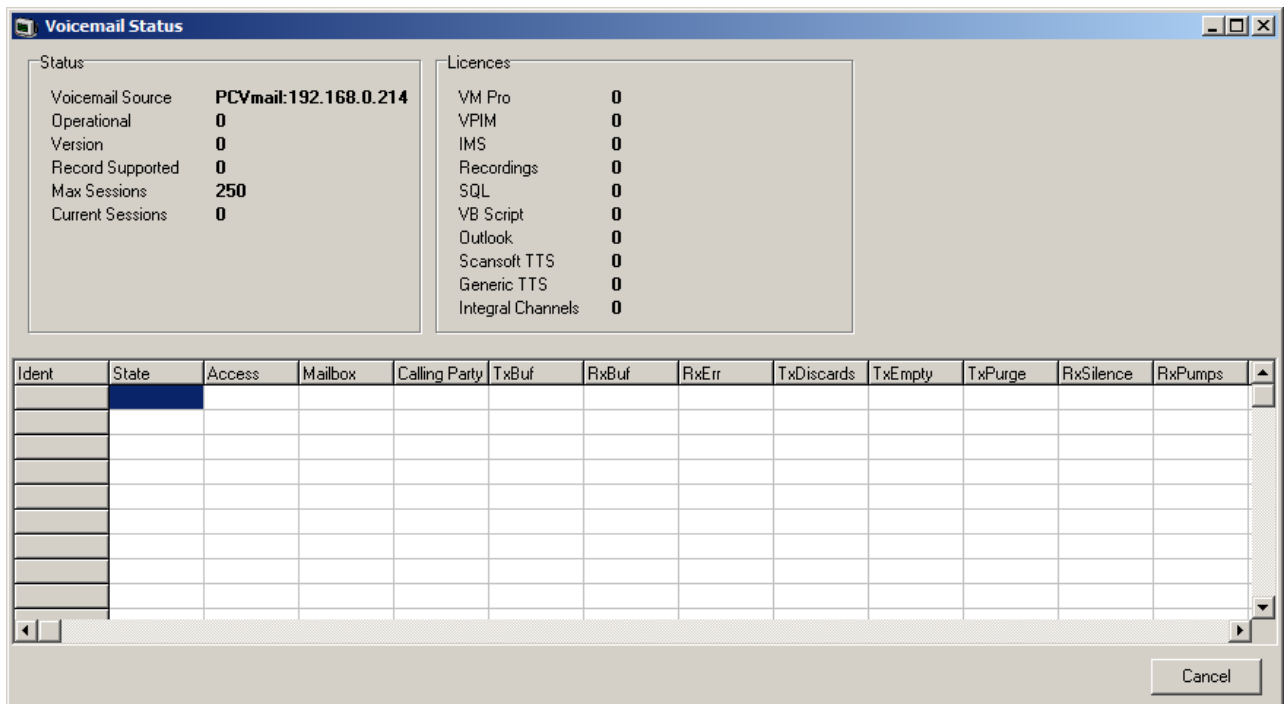 Voicemail Status
Status
Voicemail Source PCVmail:192.168.0.214
Operational 0
Version 0
Record Supported 0
Max Sessions 250
Current Sessions 0
Licences
VM Pro 0
VPIM 0
IMS 0
Recordings 0
SQL 0
VB Script 0
Outlook 0
Scansoft TTS 0
Generic TTS 0
Integral Channels 0
Ident State Access Mailbox Calling Party TxBuf RxBuf RxErr TxDiscards TxEmpty TxPurge RxSilence RxPumps
Cancel